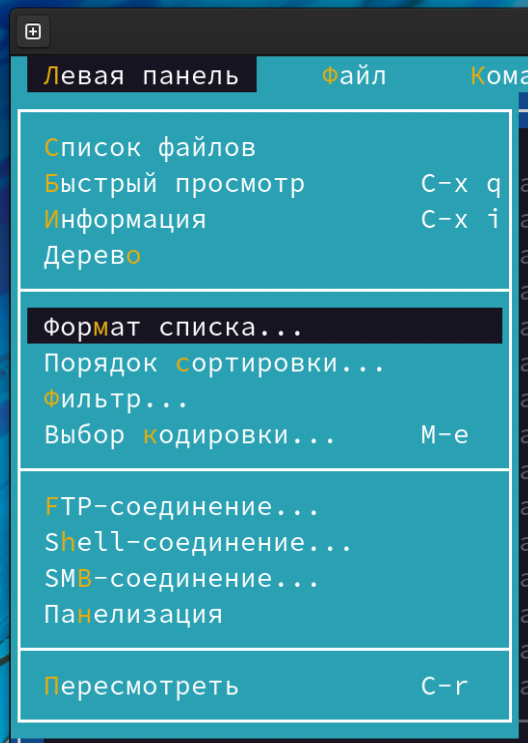 Левая панель Файл
Список файлов
Быстрый просмотр C-x q
Информация C-x i
Дерево
Формат списка...
Порядок сортировки...
Фильтр...
Выбор кодировки... M-e
FTP-соединение...
Shell-соединение...
SMB-соединение...
Панелизация
Пересмотреть C-r